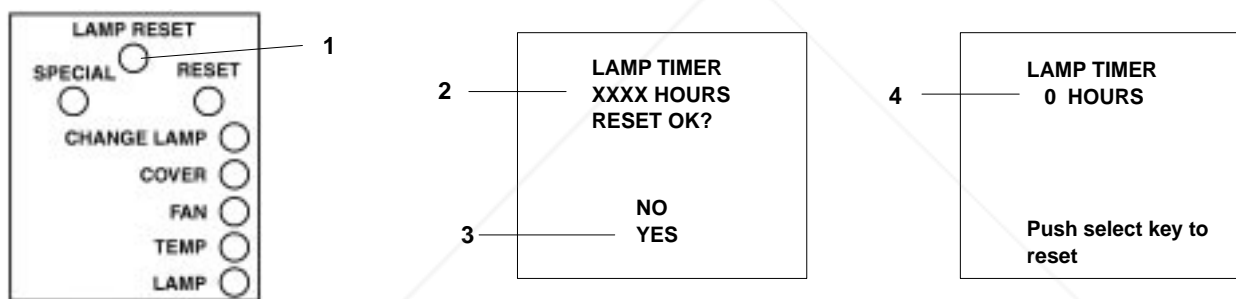 LAMP RESET
1
SPECIAL
RESET
CHANGE LAMP
COVER
FAN
TEMP
LAMP
2
LAMP TIMER
XXXX HOURS
RESET OK?
NO
3
YES
4
LAMP TIMER
0 HOURS
Push select key to
reset